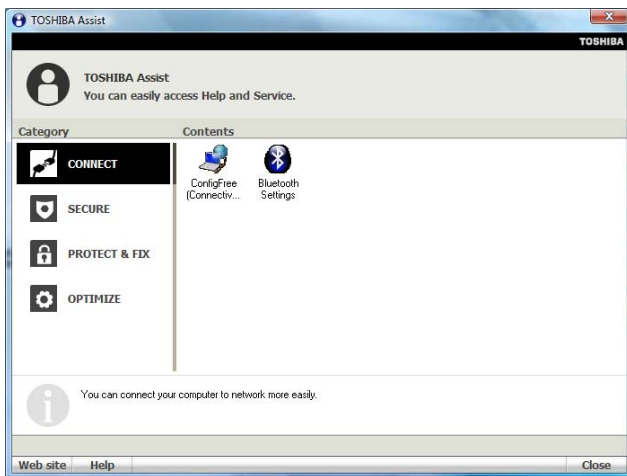 TOSHIBA Assist
TOSHIBA
TOSHIBA Assist
You can easily access Help and Service.
Category
Contents
CONNECT
SECURE
PROTECT & FIX
OPTIMIZE
ConfigFree
(Connectiv...
Bluetooth
Settings
You can connect your computer to network more easily.
Web site Help Close